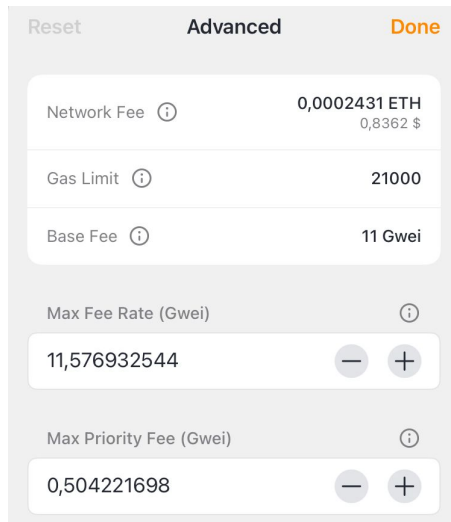 Reset Advanced Done
Network Fee 0,0002431 ETH
0,8362 $
Gas Limit 21000
Base Fee 11 Gwei
Max Fee Rate (Gwei)
11,576932544
Max Priority Fee (Gwei)
0,504221698